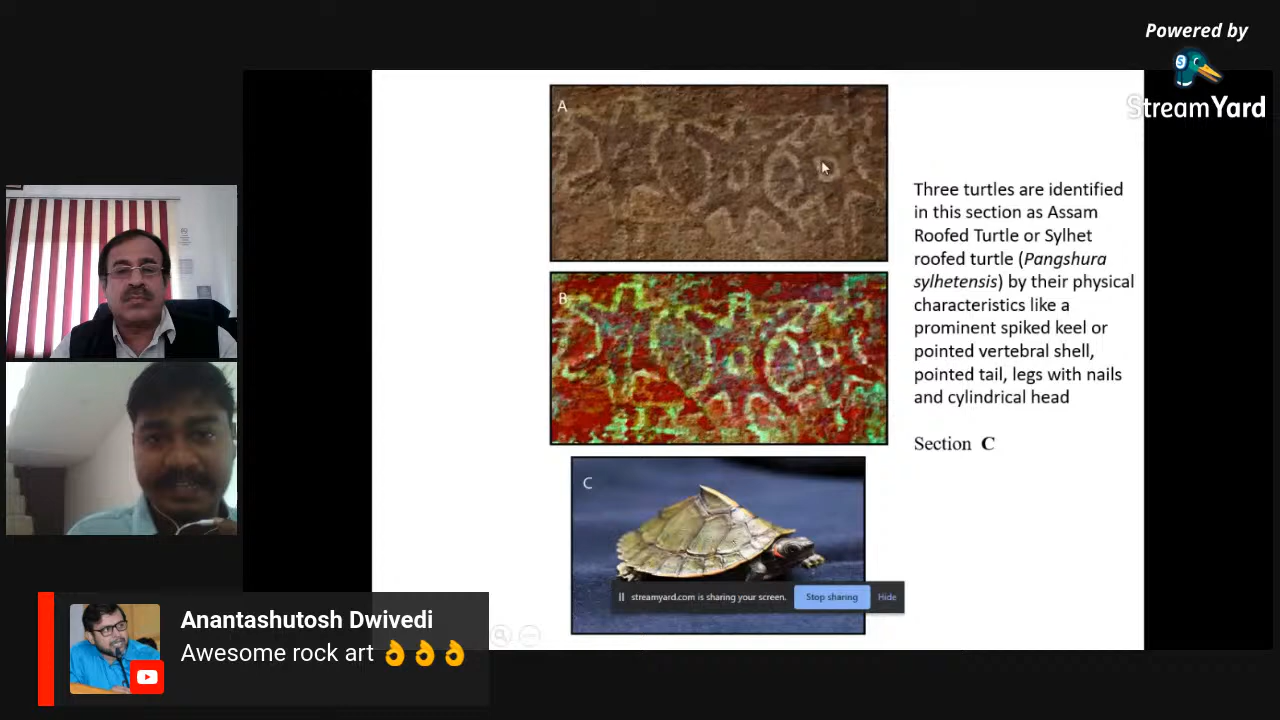 Powered by
StreamYard
A
B
C
Three turtles are identified
in this section as Assam
Roofed Turtle or Sylhet
roofed turtle (Pangshura
sylhetensis) by their physical
characteristics like a
prominent spiked keel or
pointed vertebral shell,
pointed tail, legs with nails
and cylindrical head
Section C
streamyard.com is sharing your screen.
Stop sharing
Hide
Anantashutosh Dwivedi
Awesome rock art 👌👌👌